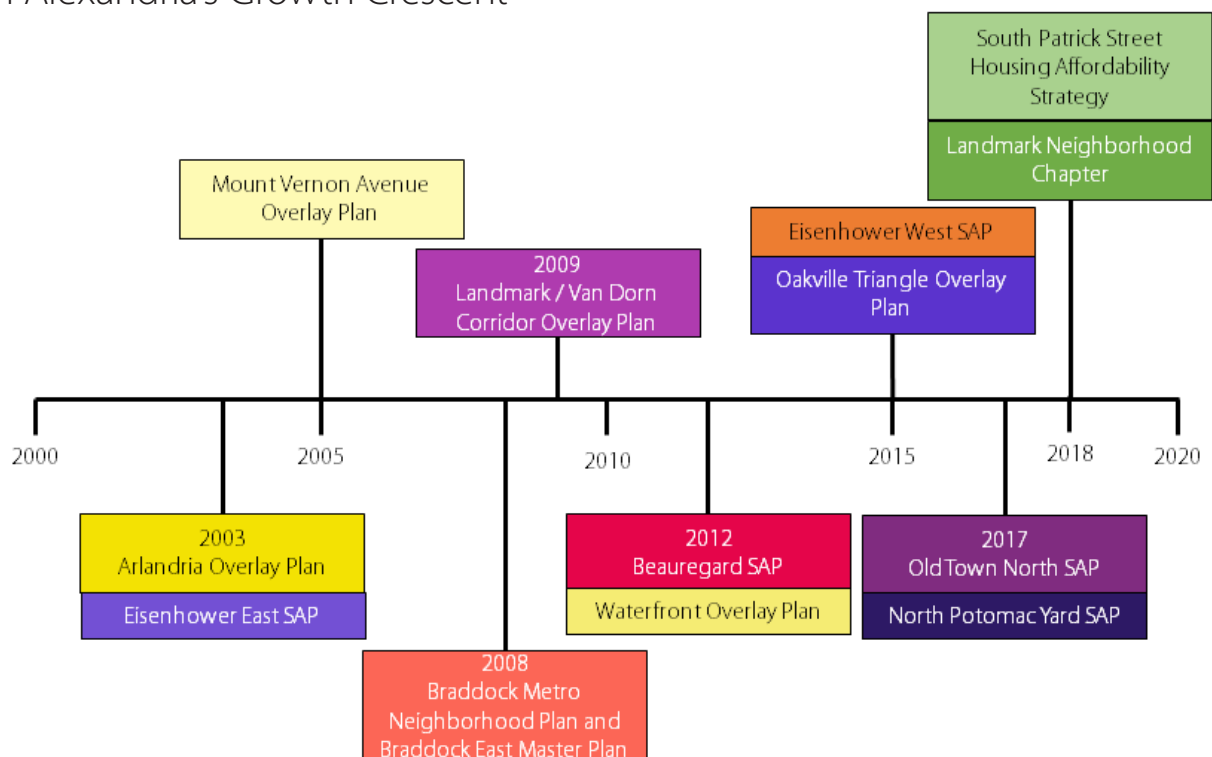 Alexandria's Growth Crescent
South Patrick Street
Housing Affordability
Strategy
Landmark Neighborhood
Chapter
Mount Vernon Avenue
Overlay Plan
Eisenhower West SAP
Oakville Triangle Overlay
Plan
2009
Landmark / Van Dorn
Corridor Overlay Plan
2000
2005
2010
2015
2018
2020
2003
Arlandria Overlay Plan
Eisenhower East SAP
2012
Beauregard SAP
Waterfront Overlay Plan
2017
Old Town North SAP
North Potomac Yard SAP
2008
Braddock Metro
Neighborhood Plan and
Braddock East Master Plan